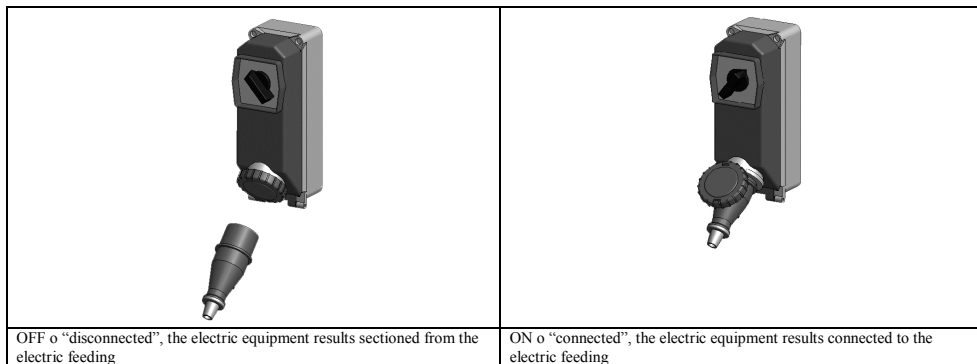 OFF o “disconnected”, the electric equipment results sectioned from the
electric feeding
ON o “connected”, the electric equipment results connected to the
electric feeding